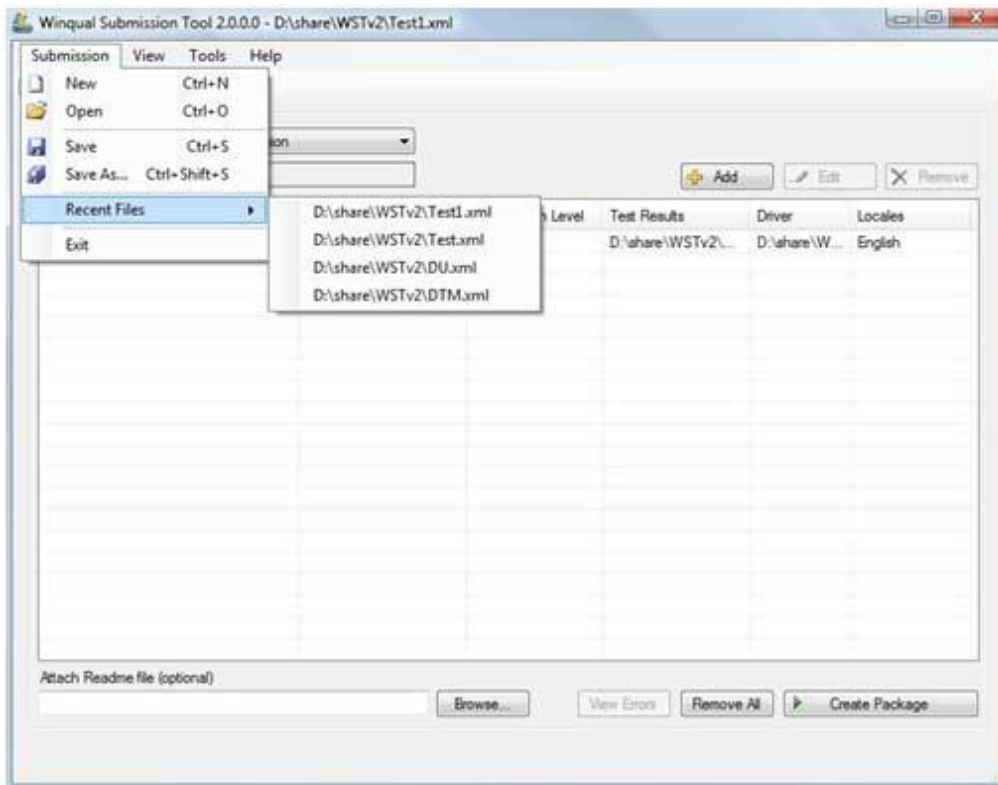 Winqual Submission Tool 2.0.0.0 - D:\share\WSTv2\Test1.xml
Submission View Tools Help
New Ctrl+N
Open Ctrl+O
Save Ctrl+S
ion
Save As... Ctrl+Shift+S
Add Edit Remove
Recent Files
D:\share\WSTv2\Test1.xml
D:\share\WSTv2\Test.xml
D:\share\WSTv2\DU.xml
D:\share\WSTv2\DTM.xml
Exit
n Level Test Results Driver Locales
D:\share\WSTv2\... D:\share\W... English
Attach Readme file (optional)
Browse... View Errors Remove All Create Package